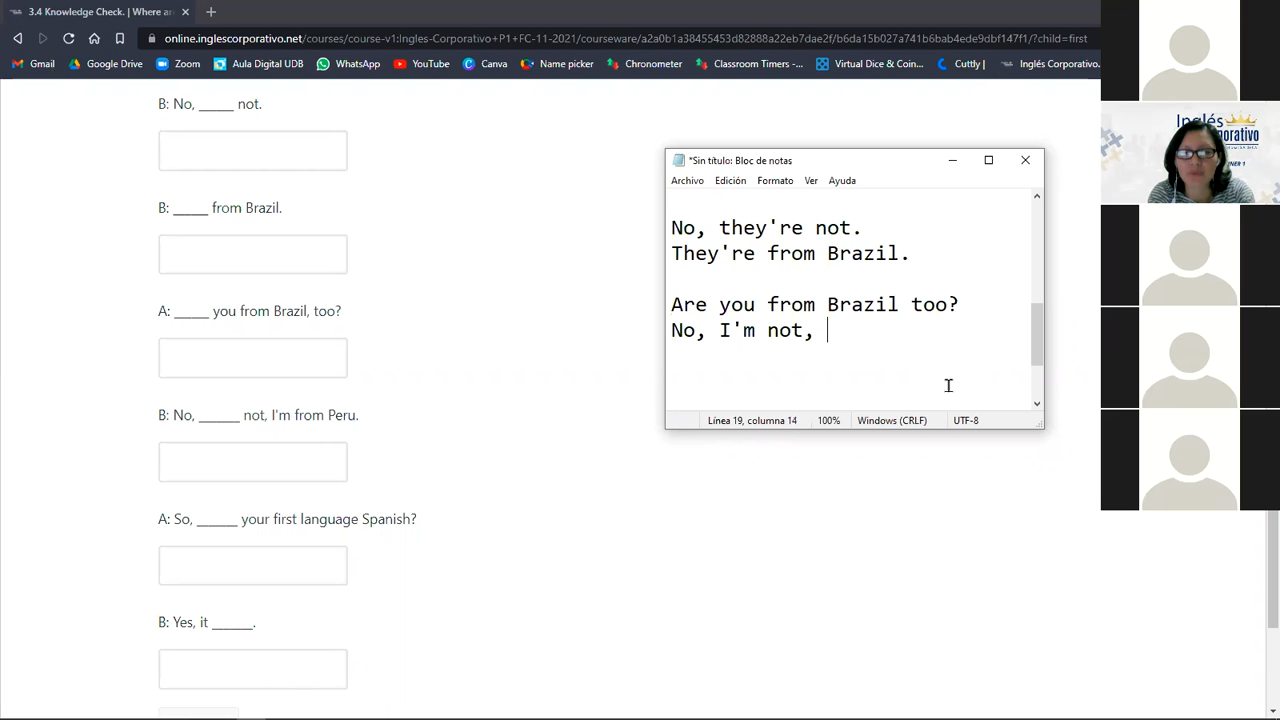 3.4 Knowledge Check. | Where ar
online.inglescorporativo.net/courses/course-v1:Ingles-Corporativo+P1+FC-11-2021/courseware/a2a0b1a38455453d82888a22eb7dae2f/b6da15b027a741b6bab4ede9dbf147f1/?child=first
Gmail Google Drive Zoom Aula Digital UDB WhatsApp YouTube Canva Name picker Chronometer Classroom Timer -... Virtual Dice & Coin... Cuttly | Inglés Corporativo.
B: No, _____ not.
B: _____ from Brazil.
A: _____ you from Brazil, too?
B: No, ______ not, I'm from Peru.
A: So, ______ your first language Spanish?
B: Yes, it ______.
*Sin título: Bloc de notas
Archivo Edición Formato Ver Ayuda
No, they're not.
They're from Brazil.
Are you from Brazil too?
No, I'm not,
Línea 19, columna 14 100% Windows (CRLF) UTF-8